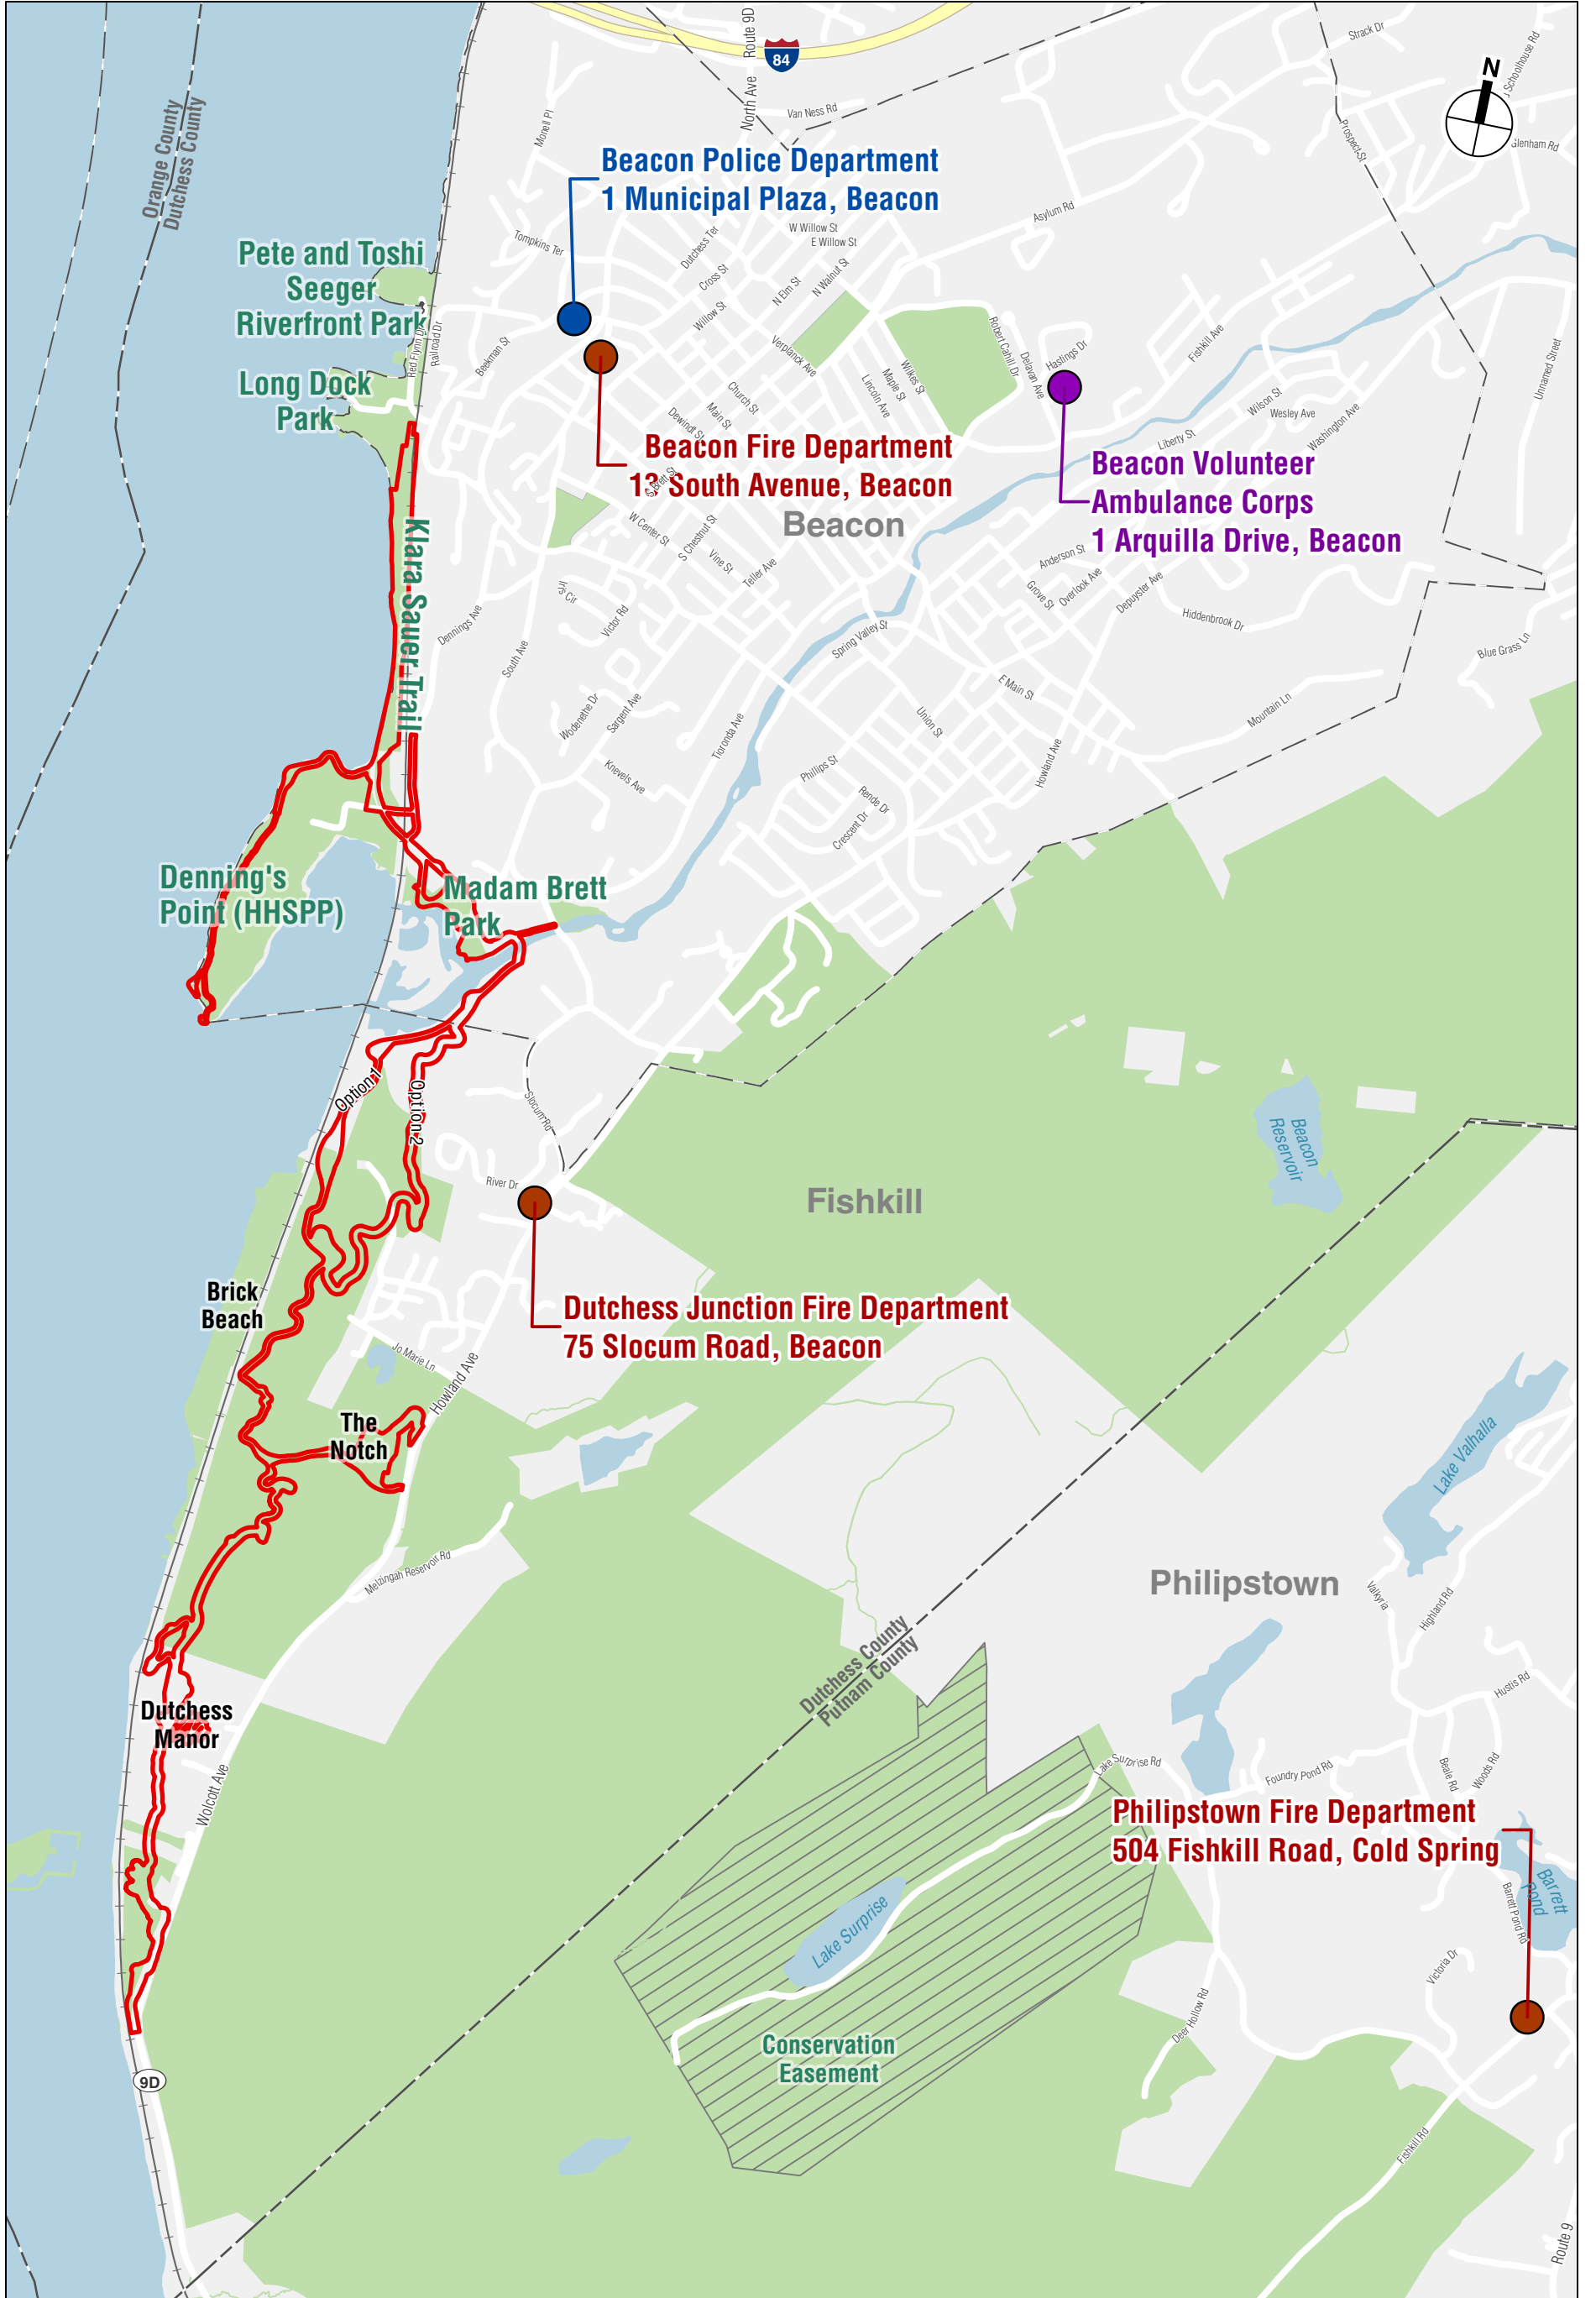 Route 9D
North Ave
84
Strack Dr
N
Van Ness Rd
Monell Pl
Prospect St
Glenham Rd
Orange County
Dutchess County
Beacon Police Department
1 Municipal Plaza, Beacon
Asylum Rd
W Willow St
E Willow St
Tompkins Ter
Dutchess Ter
Cross St
N Elm St
N Walnut St
Willow St
Pete and Toshi
Seeger
Riverfront Park
Red Flynn Dr
Railroad Dr
Beekman St
Verplanck Ave
Robert Cahill Dr
Delavan Ave
Hastings Dr
Fishkill Ave
Unnamed Street
Long Dock
Park
Church St
Main St
Dewindt St
Lincoln Ave
Maple St
Wilkes St
Wilson St
Wesley Ave
Washington Ave
Liberty St
Beacon Fire Department
13 South Avenue, Beacon
Beacon
Beacon Volunteer
Ambulance Corps
1 Arquilla Drive, Beacon
W Center St
S Chestnut St
Vine St
Teller Ave
Anderson St
Grove St
Overlook Ave
Depuyster Ave
Hiddenbrook Dr
Blue Grass Ln
Klara Sauer Trail
Iris Cir
Victor Rd
Dennings Ave
South Ave
Spring Valley St
E Main St
Mountain Ln
Wodenethe Dr
Sargent Ave
Tioronda Ave
Union St
Howland Ave
Knevels Ave
Phillips St
Rende Dr
Crescent Dr
Denning's
Point (HHSPP)
Madam Brett
Park
Option 1
Option 2
Slocum Rd
River Dr
Beacon
Reservoir
Fishkill
Brick
Beach
Dutchess Junction Fire Department
75 Slocum Road, Beacon
Jo Marie Ln
Howland Ave
The
Notch
Lake Valhalla
Melzingah Reservoir Rd
Philipstown
Valkyria
Highland Rd
Dutchess County
Putnam County
Hustis Rd
Dutchess
Manor
Wolcott Ave
Lake Surprise Rd
Foundry Pond Rd
Beale Rd
Woods Rd
Philipstown Fire Department
504 Fishkill Road, Cold Spring
Barrett
Pond
Barrett Pond Rd
Lake Surprise
Victoria Dr
Deer Hollow Rd
Conservation
Easement
9D
Fishkill Rd
Route 9